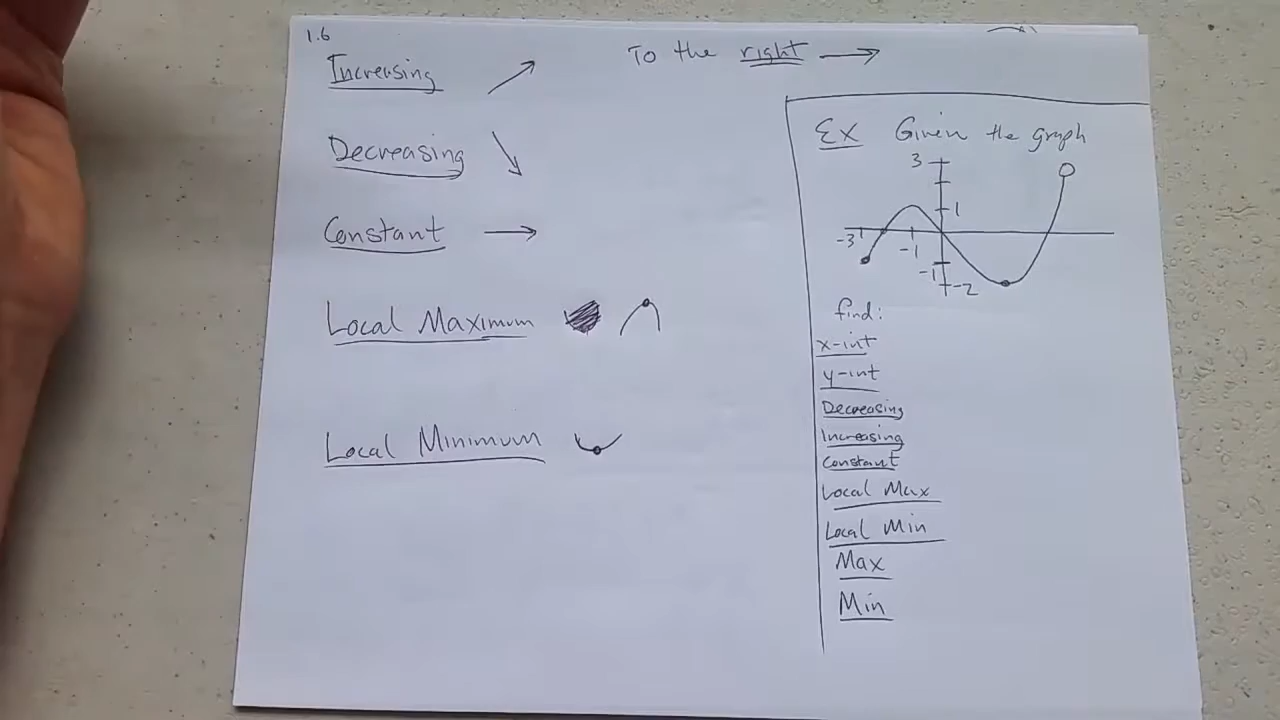 1.6
Increasing
To the right
Decreasing
Constant
Local Maximum
Local Minimum
EX Given the graph
3
1
-3
-1
-1
-2
find:
x-int
y-int
Decreasing
Increasing
Constant
Local Max
Local Min
Max
Min